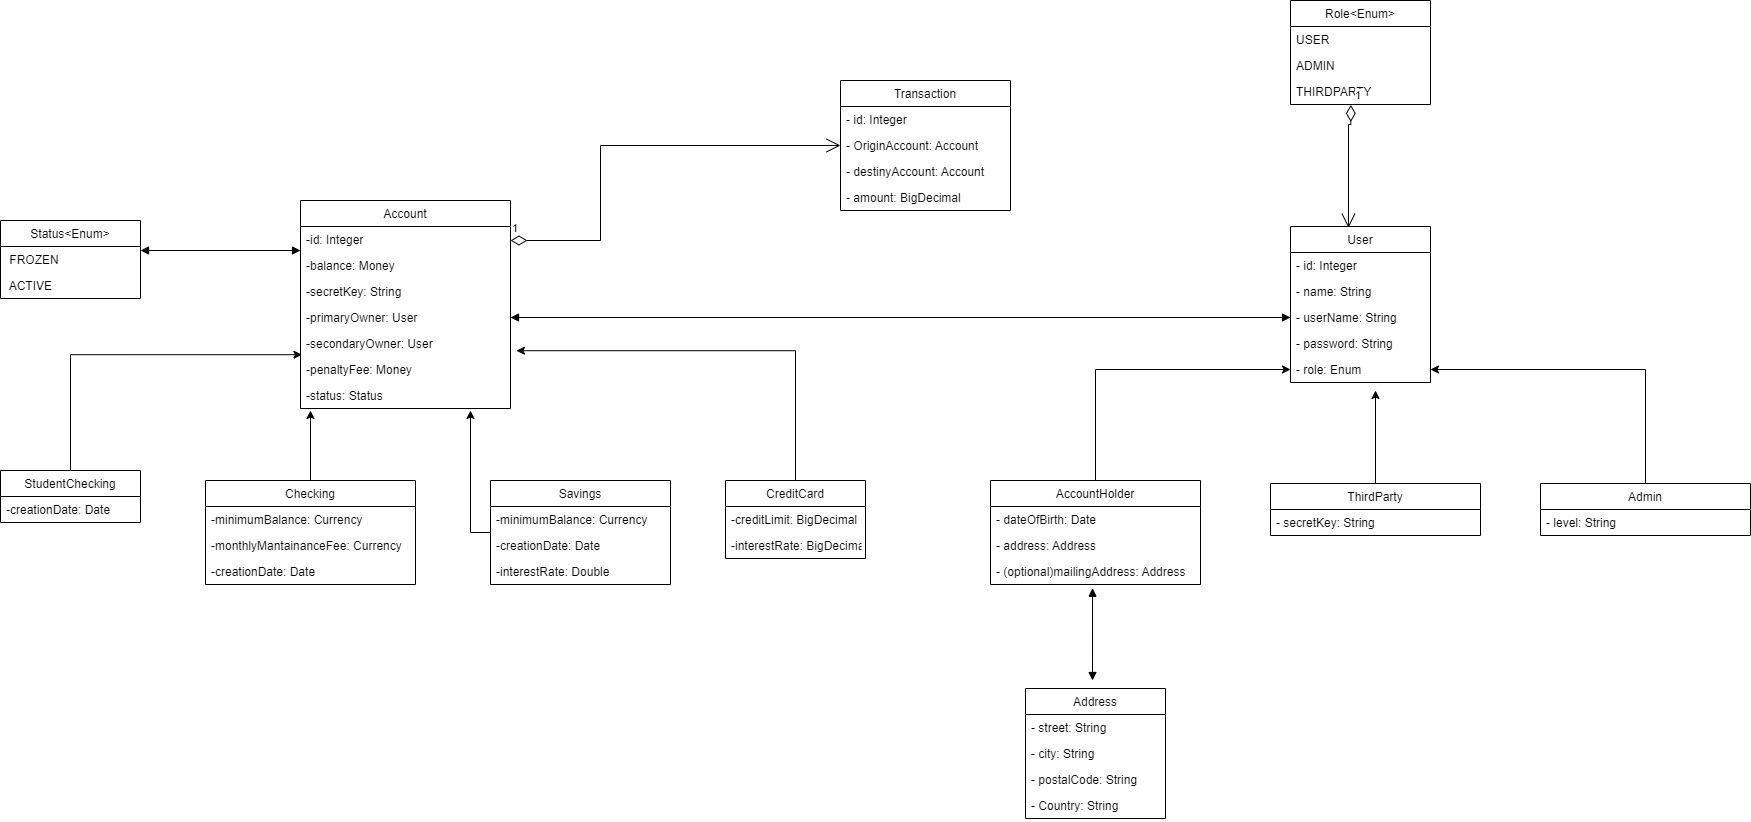 Role<Enum>
USER
ADMIN
THIRDPARTY
1
Transaction
- id: Integer
- OriginAccount: Account
- destinyAccount: Account
- amount: BigDecimal
Account
-id: Integer
-balance: Money
-secretKey: String
-primaryOwner: User
-secondaryOwner: User
-penaltyFee: Money
-status: Status
1
Status<Enum>
FROZEN
ACTIVE
User
- id: Integer
- name: String
- userName: String
- password: String
- role: Enum
StudentChecking
-creationDate: Date
Checking
-minimumBalance: Currency
-monthlyMantainanceFee: Currency
-creationDate: Date
Savings
-minimumBalance: Currency
-creationDate: Date
-interestRate: Double
CreditCard
-creditLimit: BigDecimal
-interestRate: BigDecima
AccountHolder
- dateOfBirth: Date
- address: Address
- (optional)mailingAddress: Address
ThirdParty
- secretKey: String
Admin
- level: String
Address
- street: String
- city: String
- postalCode: String
- Country: String